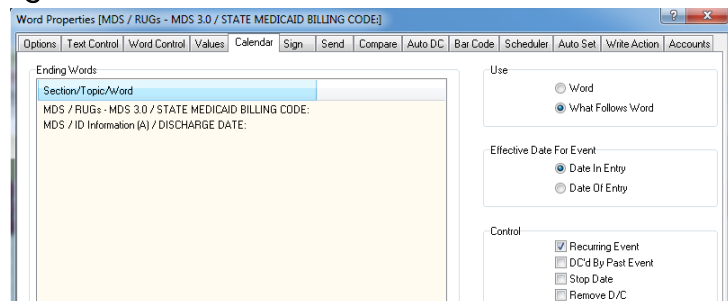 Word Properties [MDS / RUGs - MDS 3.0 / STATE MEDICAID BILLING CODE:]
Options Text Control Word Control Values Calendar Sign Send Compare Auto DC Bar Code Scheduler Auto Set Write Action Accounts
Ending Words
Section/Topic/Word
MDS / RUGs - MDS 3.0 / STATE MEDICAID BILLING CODE:
MDS / ID Information (A) / DISCHARGE DATE:
Use
Word
What Follows Word
Effective Date For Event
Date In Entry
Date Of Entry
Control
Recurring Event
DC'd By Past Event
Stop Date
Remove D/C